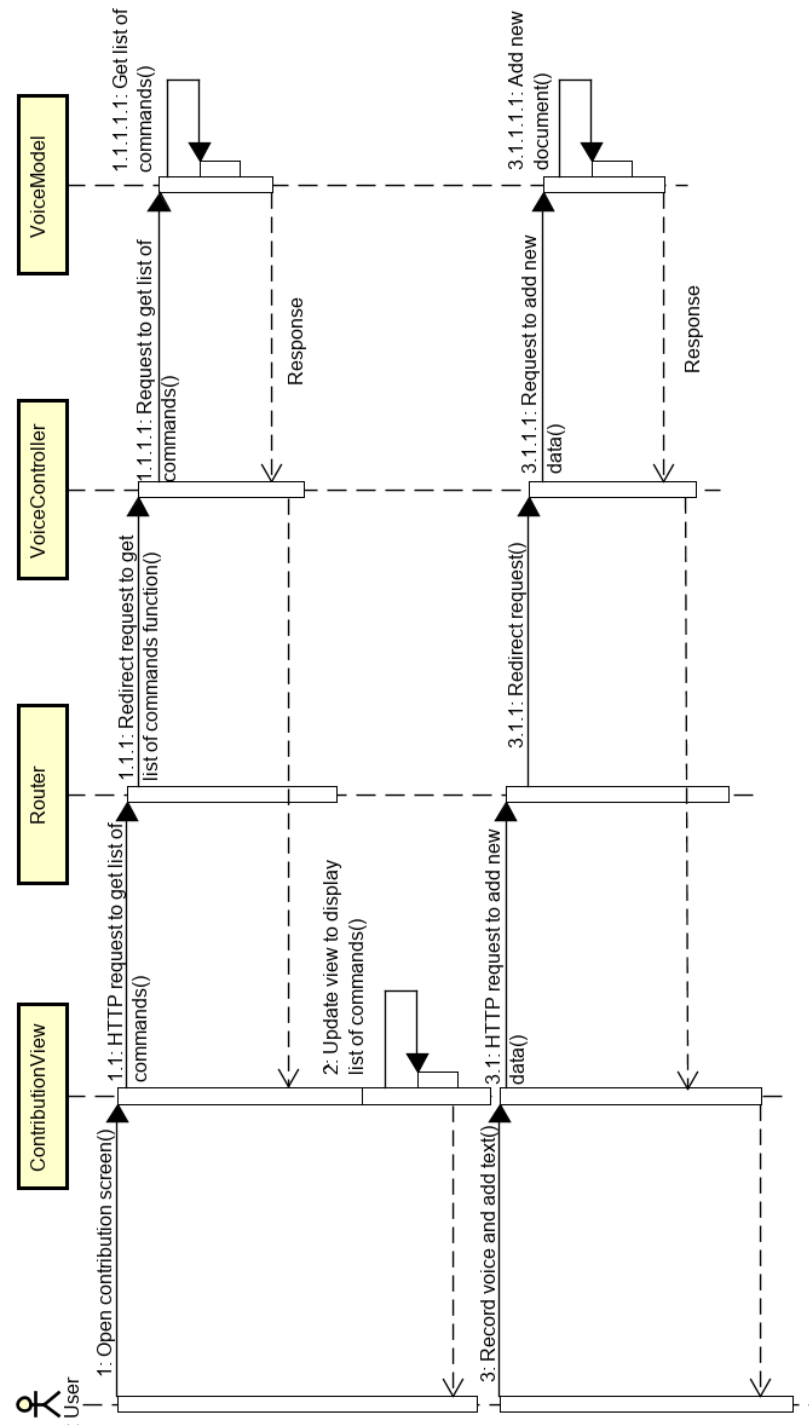 : User
ContributionView
Router
VoiceController
VoiceModel
1: Open contribution screen()
1.1: HTTP request to get list of
commands()
1.1.1: Redirect request to get
list of commands function()
1.1.1.1: Request to get list of
commands()
1.1.1.1.1: Get list of
commands()
Response
2: Update view to display
list of commands()
3: Record voice and add text()
3.1: HTTP request to add new
data()
3.1.1: Redirect request()
3.1.1.1: Request to add new
data()
3.1.1.1.1: Add new
document()
Response